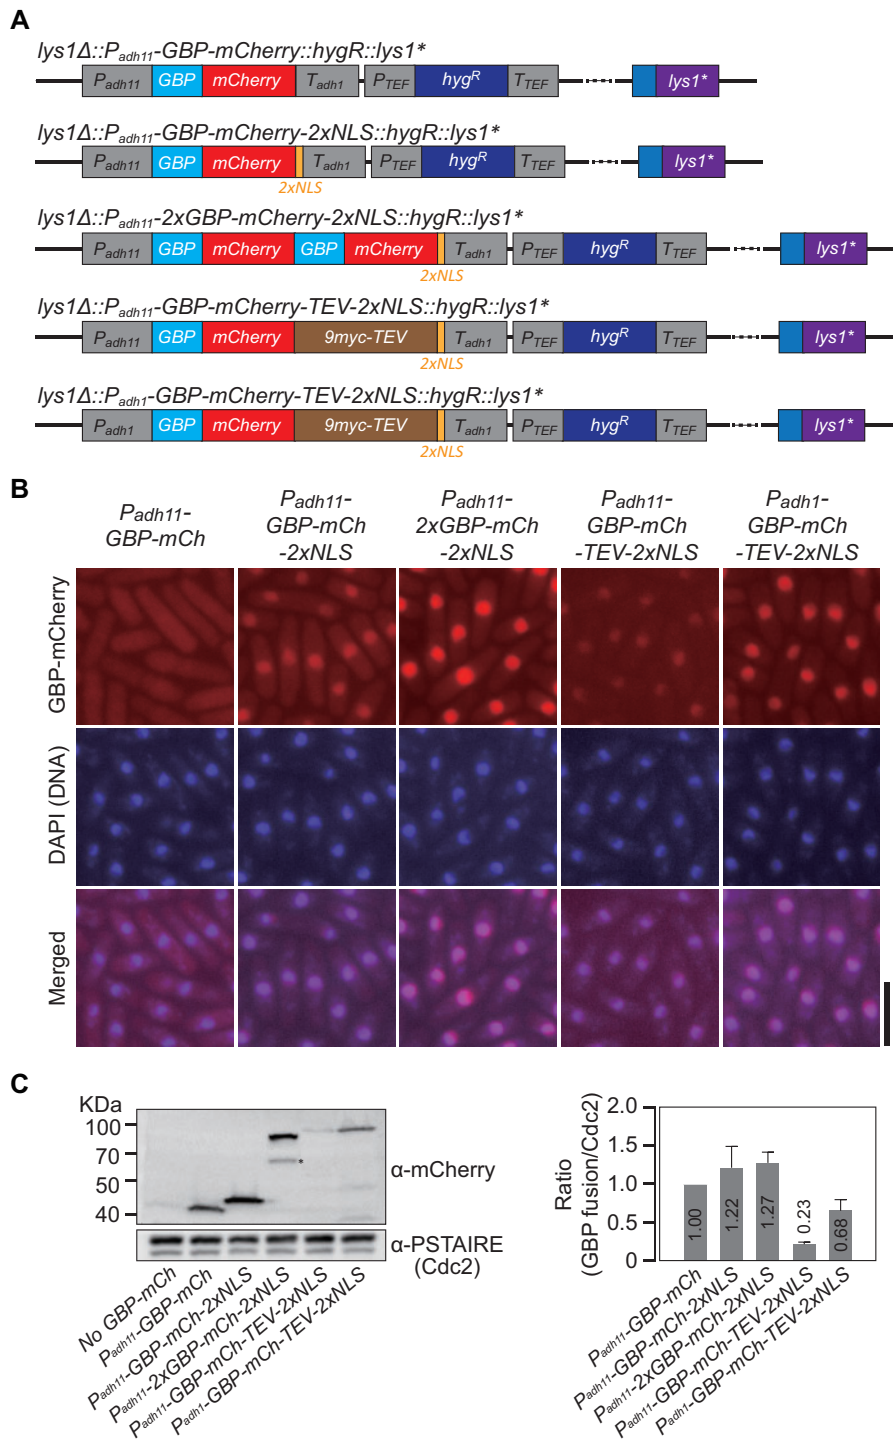 A
lys1Δ::Padh11-GBP-mCherry::hygR::lys1*
Padh11 GBP mCherry Tadh1 PTEF hygR TTEF lys1*
lys1Δ::Padh11-GBP-mCherry-2xNLS::hygR::lys1*
Padh11 GBP mCherry Tadh1 PTEF hygR TTEF lys1*
2xNLS
lys1Δ::Padh11-2xGBP-mCherry-2xNLS::hygR::lys1*
Padh11 GBP mCherry GBP mCherry Tadh1 PTEF hygR TTEF lys1*
2xNLS
lys1Δ::Padh11-GBP-mCherry-TEV-2xNLS::hygR::lys1*
Padh11 GBP mCherry 9myc-TEV Tadh1 PTEF hygR TTEF lys1*
2xNLS
lys1Δ::Padh1-GBP-mCherry-TEV-2xNLS::hygR::lys1*
Padh1 GBP mCherry 9myc-TEV Tadh1 PTEF hygR TTEF lys1*
2xNLS
B
Padh11-
GBP-mCh
Padh11-
GBP-mCh
-2xNLS
Padh11-
2xGBP-mCh
-2xNLS
Padh11-
GBP-mCh
-TEV-2xNLS
Padh1-
GBP-mCh
-TEV-2xNLS
GBP-mCherry
DAPI (DNA)
Merged
C
KDa
100
70
50
40
*
α-mCherry
α-PSTAIRE
(Cdc2)
No GBP-mCh
Padh11-GBP-mCh
Padh11-GBP-mCh-2xNLS
Padh11-2xGBP-mCh-2xNLS
Padh11-GBP-mCh-TEV-2xNLS
Padh1-GBP-mCh-TEV-2xNLS
Ratio
(GBP fusion/Cdc2)
2.0
1.5
1.0
0.5
0
1.00
1.22
1.27
0.23
0.68
Padh11-GBP-mCh
Padh11-GBP-mCh-2xNLS
Padh11-2xGBP-mCh-2xNLS
Padh11-GBP-mCh-TEV-2xNLS
Padh1-GBP-mCh-TEV-2xNLS